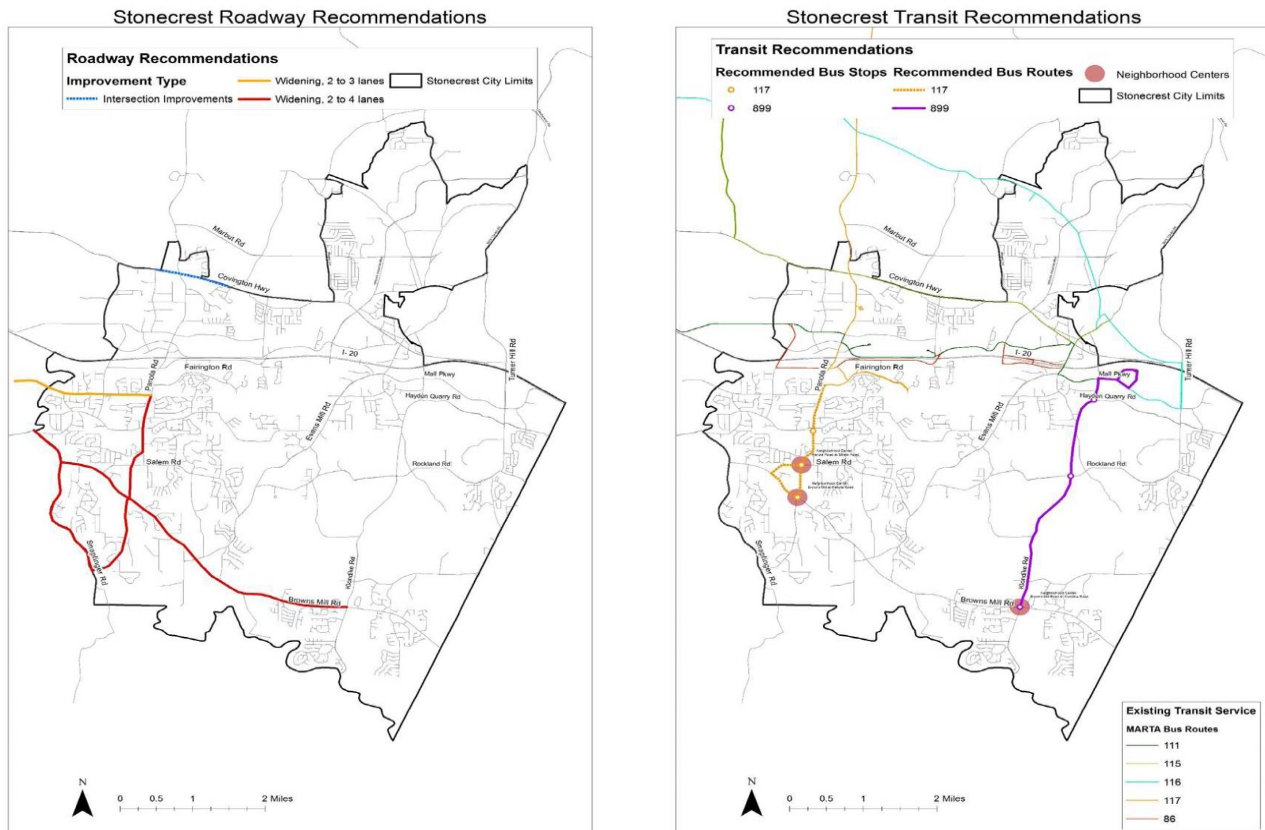 Stonecrest Roadway Recommendations
Roadway Recommendations
Improvement Type
Intersection Improvements
Widening, 2 to 3 lanes
Widening, 2 to 4 lanes
Stonecrest City Limits
Marbut Rd
Covington Hwy
I- 20
Turner Hill Rd
Panola Rd
Fairington Rd
Mall Pkwy
Hayden Quarry Rd
Evans Mill Rd
Salem Rd
Rockland Rd
Snapfinger Rd
Klondike Rd
Browns Mill Rd
N
0 0.5 1 2 Miles
Stonecrest Transit Recommendations
Transit Recommendations
Recommended Bus Stops
117
899
Recommended Bus Routes
117
899
Neighborhood Centers
Stonecrest City Limits
Marbut Rd
Covington Hwy
I- 20
Turner Hill Rd
Panola Rd
Fairington Rd
Mall Pkwy
Hayden Quarry Rd
Evans Mill Rd
Salem Rd
Rockland Rd
Snapfinger Rd
Klondike Rd
Browns Mill Rd
N
0 0.5 1 2 Miles
Existing Transit Service
MARTA Bus Routes
111
115
116
117
86